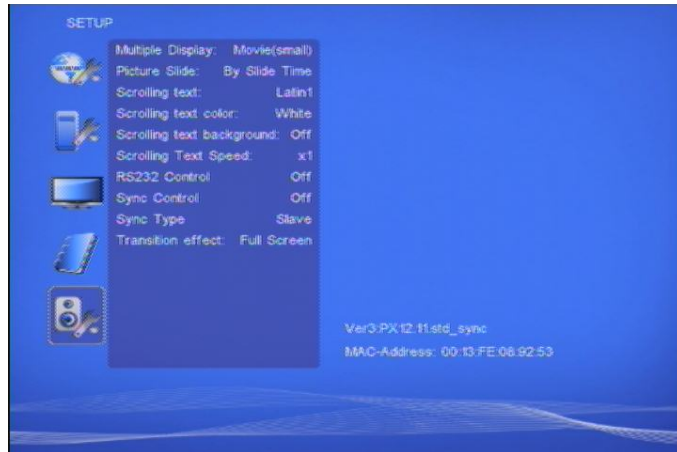 SETUP
Multiple Display: Movie(small)
Picture Slide: By Slide Time
Scrolling text: Latin1
Scrolling text color: White
Scrolling text background: Off
Scrolling Text Speed: x1
RS232 Control Off
Sync Control Off
Sync Type Slave
Transition effect: Full Screen
Ver3:PX12.11std_sync
MAC-Address: 00:13:FE:08:92:53